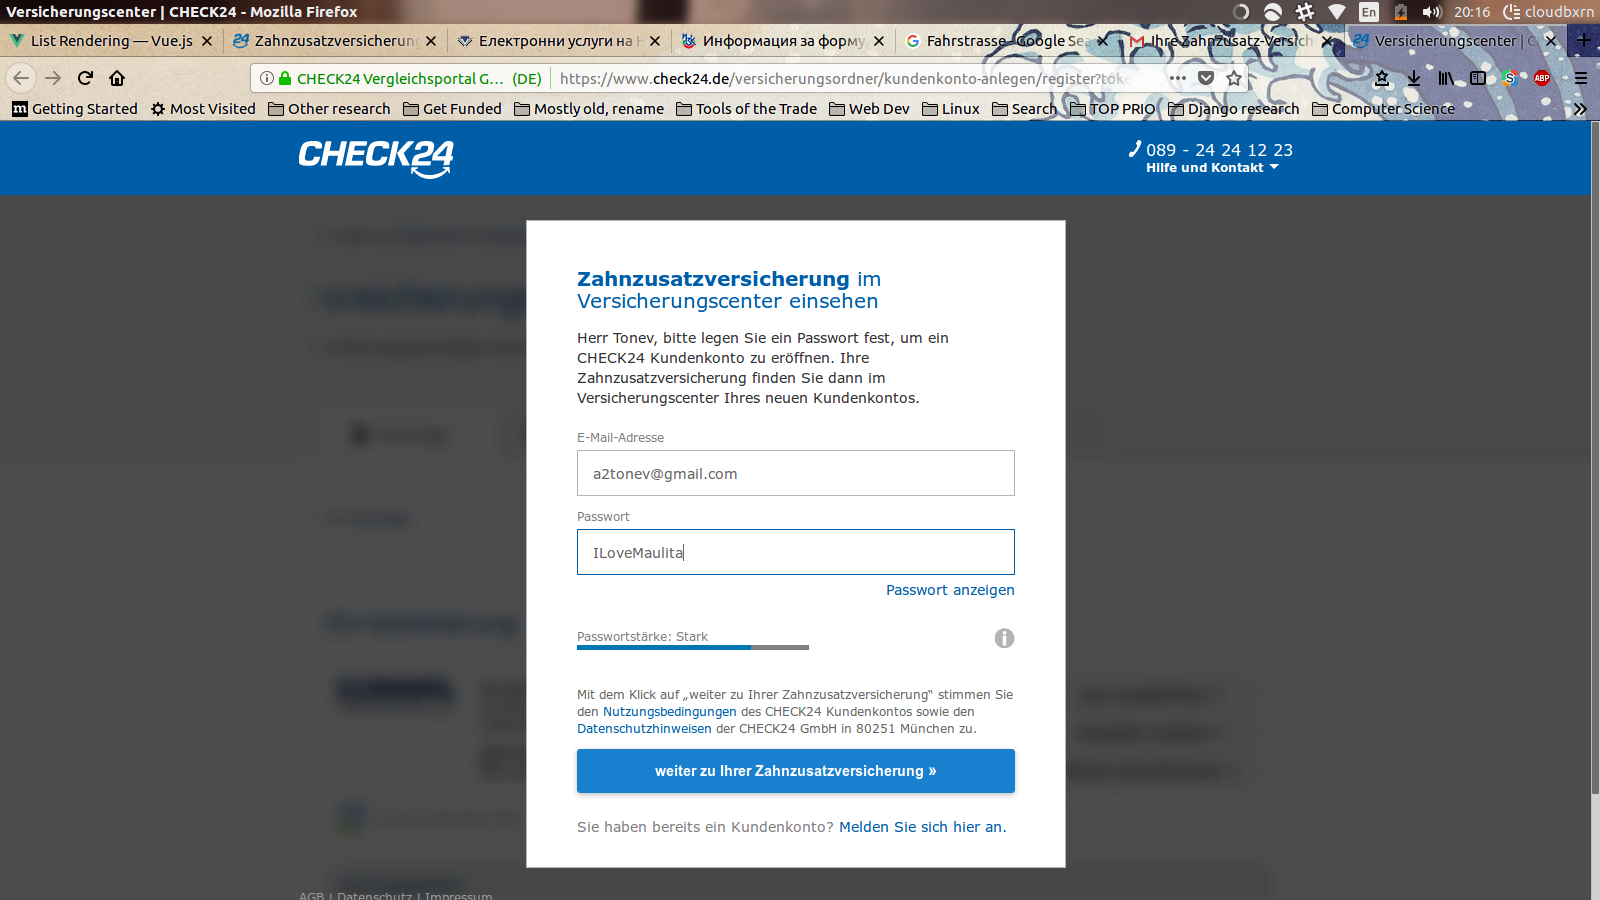 Versicherungscenter | CHECK24 - Mozilla Firefox
En
20:16
cloudbxrn
List Rendering — Vue.js
Zahnzusatzversicherung
Електронни услуги на Н
Информация за форму
Fahrstrasse - Google Sea
Ihre Zahnzusatz-Versich
Versicherungscenter | C
CHECK24 Vergleichsportal G... (DE)
https://www.check24.de/versicherungsordner/kundenkonto-anlegen/register?toke
ABP
Getting Started
Most Visited
Other research
Get Funded
Mostly old, rename
Tools of the Trade
Web Dev
Linux
Search
TOP PRIO
Django research
Computer Science
CHECK24
089 - 24 24 12 23
Hilfe und Kontakt
Zahnzusatzversicherung im
Versicherungscenter einsehen
Herr Tonev, bitte legen Sie ein Passwort fest, um ein
CHECK24 Kundenkonto zu eröffnen. Ihre
Zahnzusatzversicherung finden Sie dann im
Versicherungscenter Ihres neuen Kundenkontos.
E-Mail-Adresse
a2tonev@gmail.com
Passwort
ILoveMaulita
Passwort anzeigen
Passwortstärke: Stark
Mit dem Klick auf „weiter zu Ihrer Zahnzusatzversicherung“ stimmen Sie
den Nutzungsbedingungen des CHECK24 Kundenkontos sowie den
Datenschutzhinweisen der CHECK24 GmbH in 80251 München zu.
weiter zu Ihrer Zahnzusatzversicherung »
Sie haben bereits ein Kundenkonto? Melden Sie sich hier an.
AGB | Datenschutz | Impressum